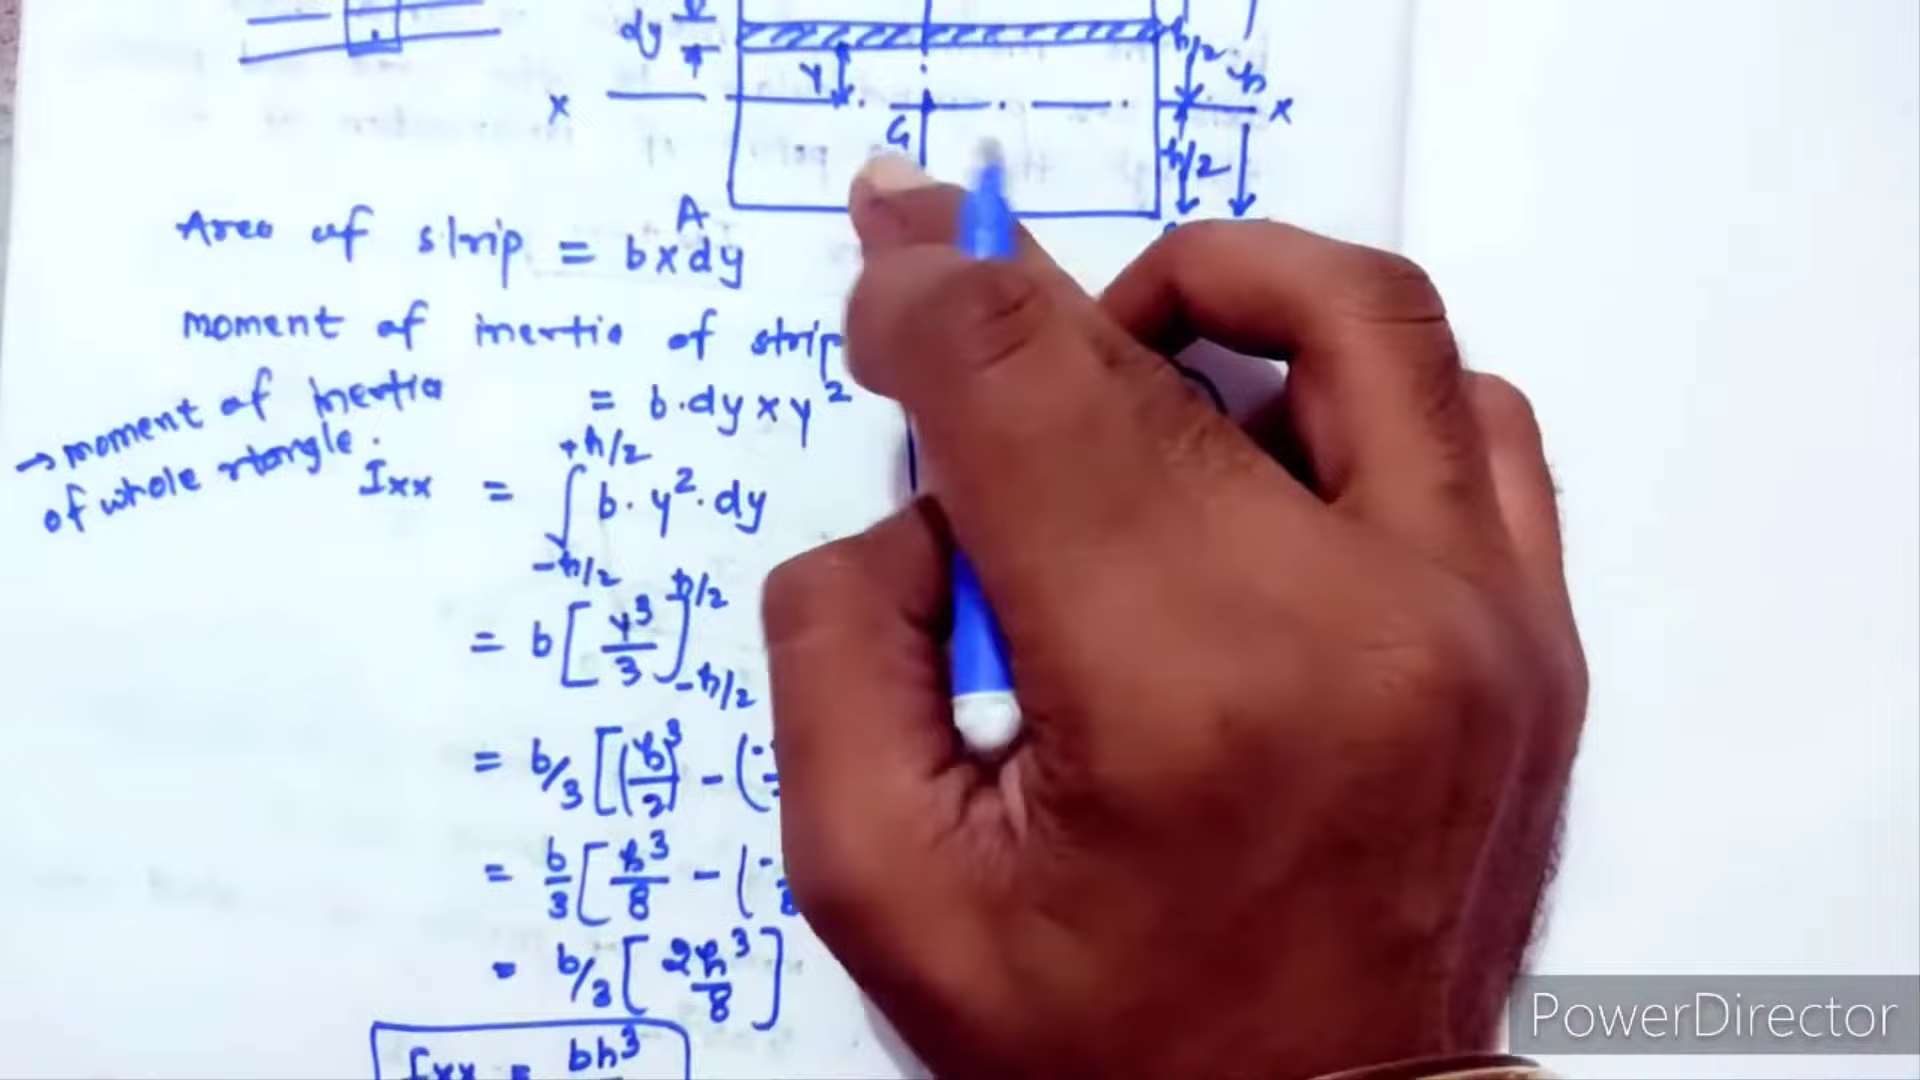 dy
h/2
y
h
x
x
G
h/2
A
Area of strip = b x dy
moment of inertia of strip
= b.dy x y²
→ moment of inertia
of whole rtangle.
Ixx = ∫ b. y². dy
+h/2
-h/2
= b [ y³/3 ] h/2 -h/2
= b/3 [ (h/2)³ - (-
= b/3 [ h³/8 - (-
= b/3 [ 2h³/8 ]
Ixx = bh³
PowerDirector